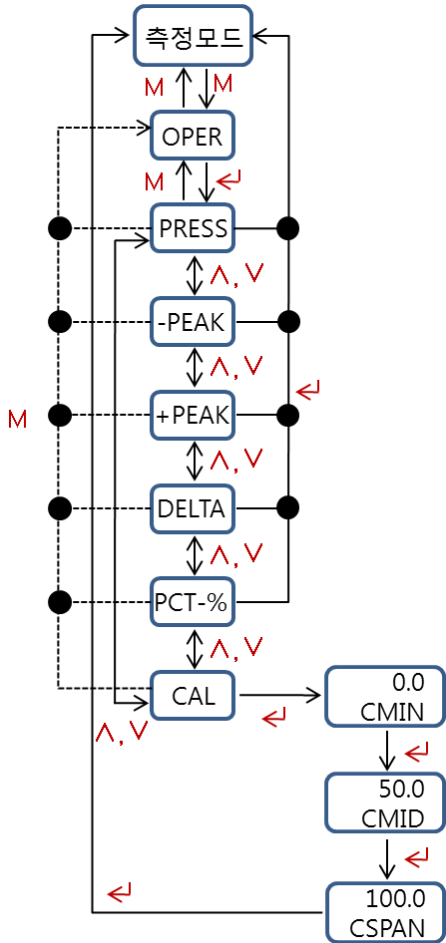 측정모드
M M
OPER
M ↵
PRESS
∧, ∨
-PEAK
∧, ∨
↵
M
+PEAK
∧, ∨
DELTA
∧, ∨
PCT-%
∧, ∨
CAL
∧, ∨
↵
0.0
CMIN
↵
50.0
CMID
↵
100.0
CSPAN
↵